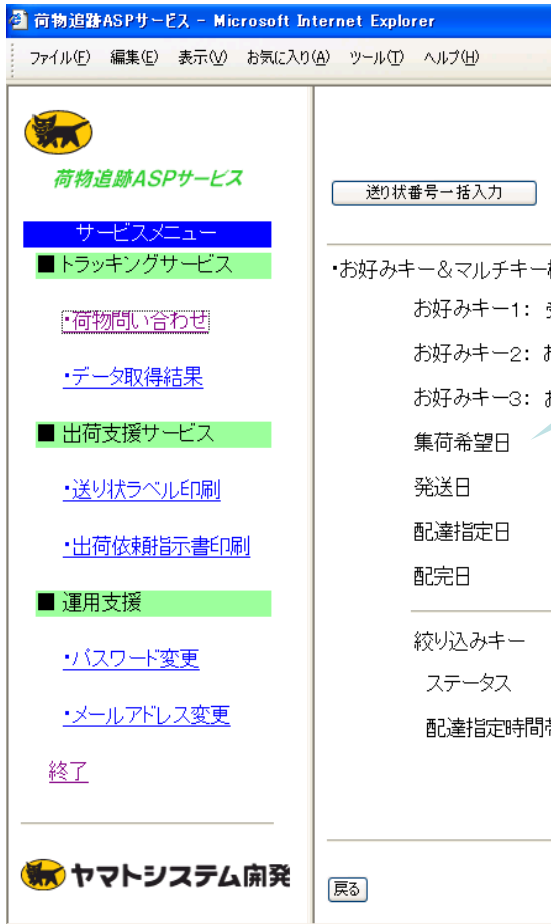 荷物追跡ASPサービス - Microsoft Internet Explorer
ファイル(F) 編集(E) 表示(V) お気に入り(A) ツール(T) ヘルプ(H)
荷物追跡ASPサービス
サービスメニュー
■トラッキングサービス
・荷物問い合わせ
・データ取得結果
■出荷支援サービス
・送り状ラベル印刷
・出荷依頼指示書印刷
■運用支援
・パスワード変更
・メールアドレス変更
終了
ヤマトシステム開発
送り状番号一括入力
・お好みキー&マルチキー
お好みキー1:
お好みキー2:
お好みキー3:
集荷希望日
発送日
配達指定日
配完日
絞り込みキー
ステータス
配達指定時間
戻る